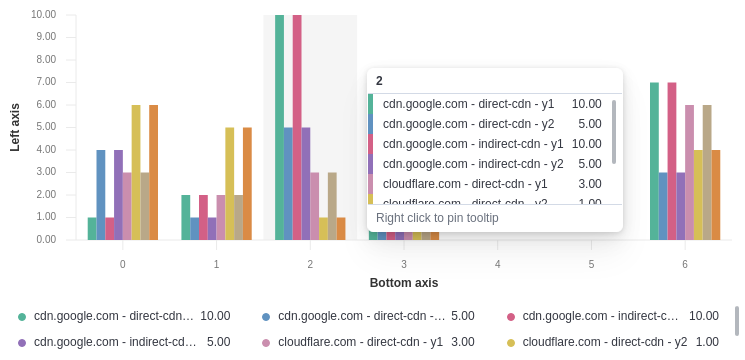 10.00
9.00
8.00
7.00
6.00
5.00
4.00
3.00
2.00
1.00
0.00
Left axis
2
cdn.google.com - direct-cdn - y1 10.00
cdn.google.com - direct-cdn - y2 5.00
cdn.google.com - indirect-cdn - y1 10.00
cdn.google.com - indirect-cdn - y2 5.00
cloudflare.com - direct-cdn - y1 3.00
cloudflare.com - direct-cdn - y2 1.00
Right click to pin tooltip
0 1 2 3 4 5 6
Bottom axis
cdn.google.com - direct-cdn… 10.00 cdn.google.com - direct-cdn -… 5.00 cdn.google.com - indirect-c… 10.00
cdn.google.com - indirect-cd… 5.00 cloudflare.com - direct-cdn - y1 3.00 cloudflare.com - direct-cdn - y2 1.00